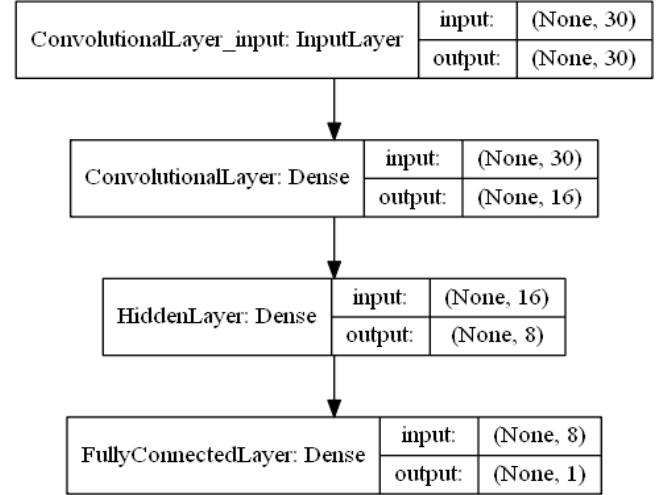 ConvolutionalLayer_input: InputLayer
input: (None, 30)
output: (None, 30)
ConvolutionalLayer: Dense
input: (None, 30)
output: (None, 16)
HiddenLayer: Dense
input: (None, 16)
output: (None, 8)
FullyConnectedLayer: Dense
input: (None, 8)
output: (None, 1)